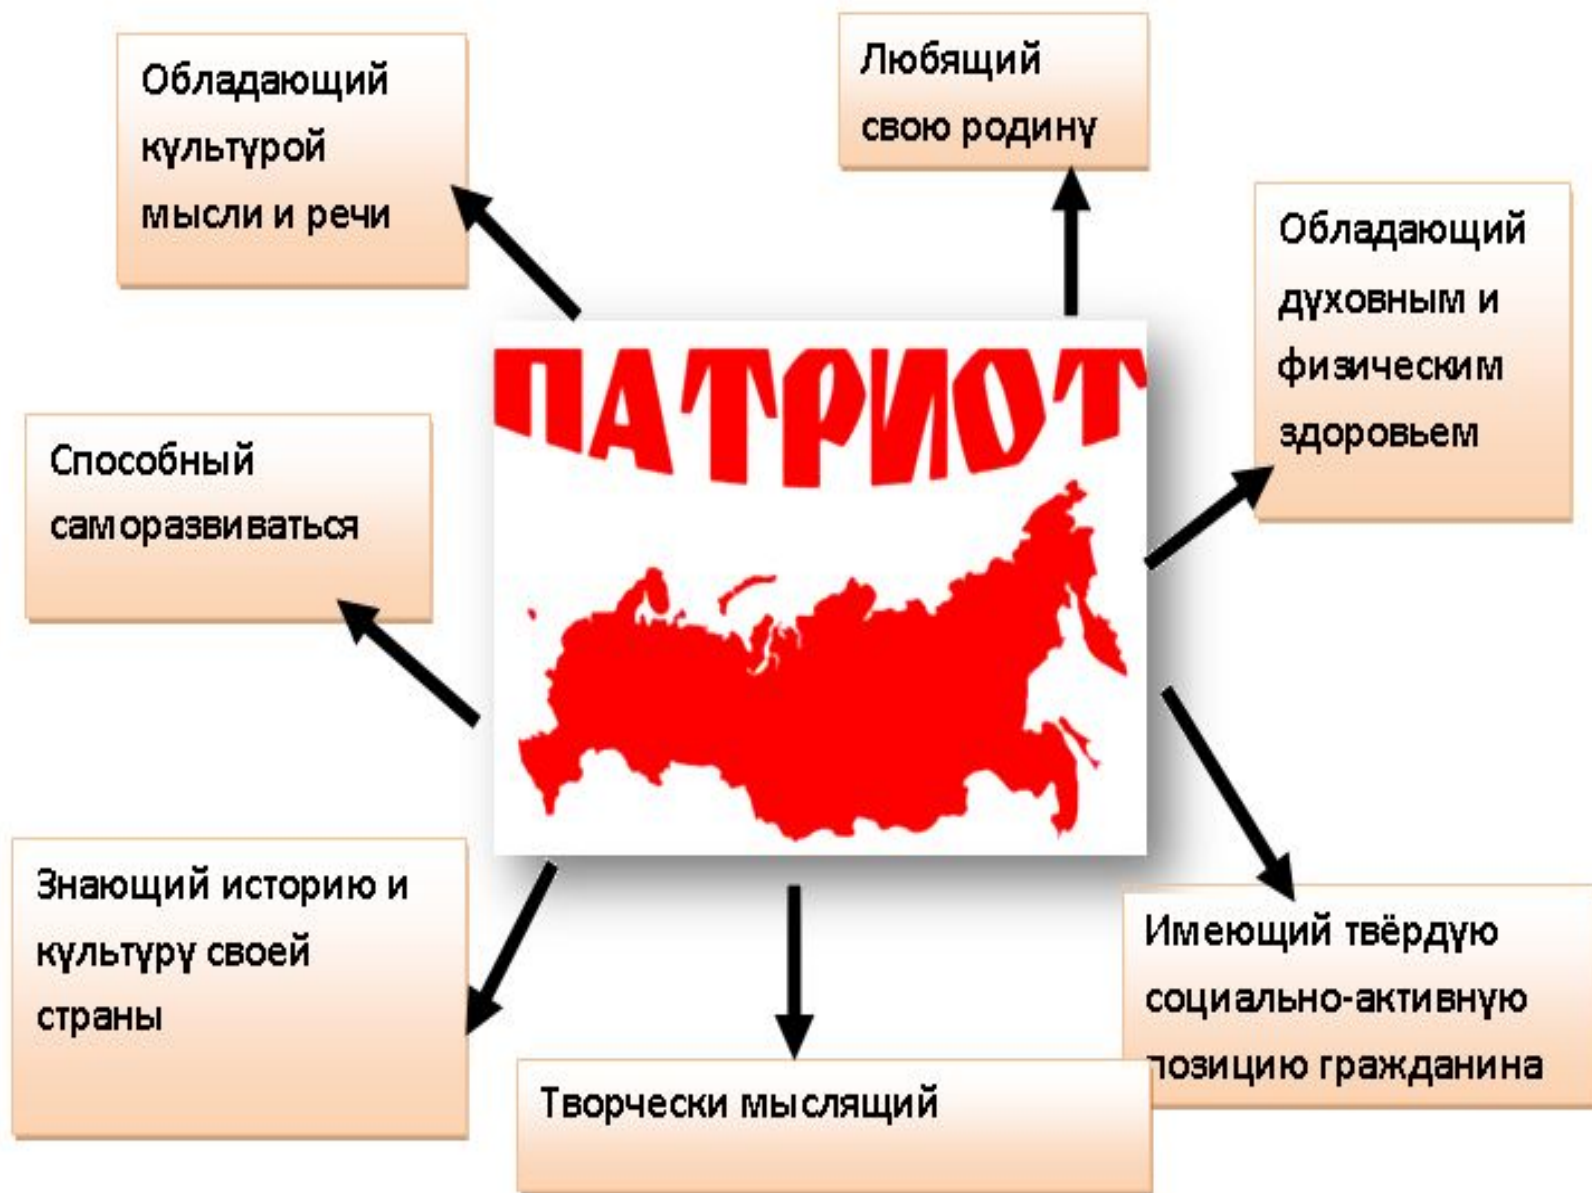 Обладающий
культурой
мысли и речи
Любящий
свою родину
Обладающий
духовным и
физическим
здоровьем
ПАТРИОТ
Способный
саморазвиваться
Знающий историю и
культуру своей
страны
Имеющий твёрдую
социально-активную
позицию гражданина
Творчески мыслящий